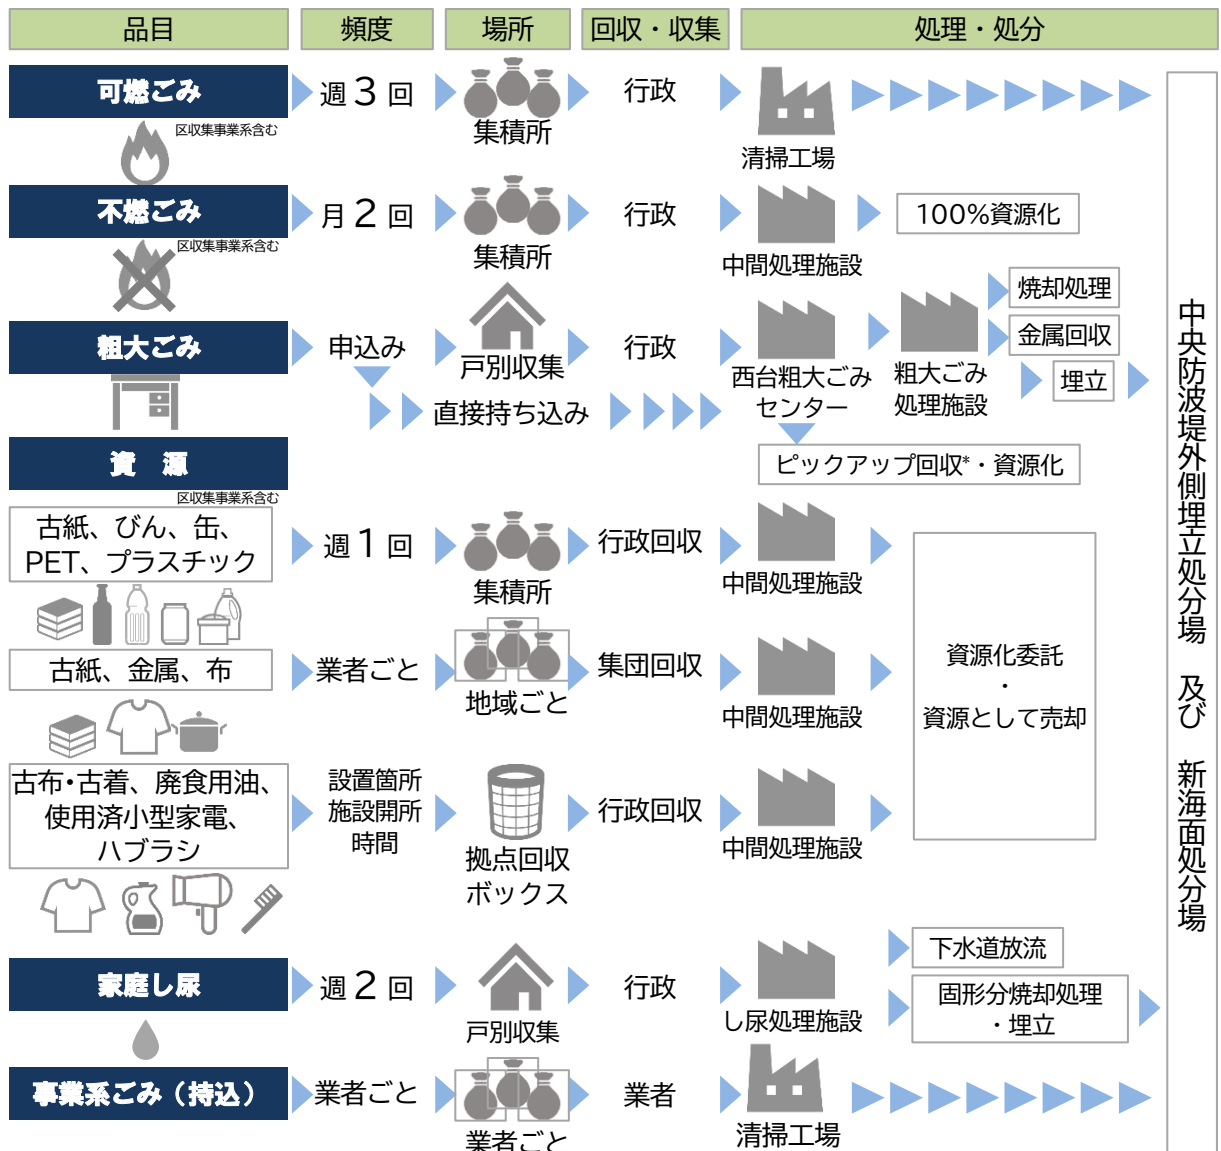 品目
頻度
場所
回収・収集
処理・処分
可燃ごみ
区収集事業系含む
週3回
集積所
行政
清掃工場
不燃ごみ
区収集事業系含む
月2回
集積所
行政
中間処理施設
100%資源化
粗大ごみ
申込み
戸別収集
行政
直接持ち込み
西台粗大ごみ
センター
粗大ごみ
処理施設
焼却処理
金属回収
埋立
ピックアップ回収*・資源化
資 源
区収集事業系含む
古紙、びん、缶、
PET、プラスチック
週1回
集積所
行政回収
中間処理施設
古紙、金属、布
業者ごと
地域ごと
集団回収
中間処理施設
古布・古着、廃食用油、
使用済小型家電、
ハブラシ
設置箇所
施設開所
時間
拠点回収
ボックス
行政回収
中間処理施設
資源化委託
・
資源として売却
家庭し尿
週2回
戸別収集
行政
し尿処理施設
下水道放流
固形分焼却処理
・埋立
事業系ごみ（持込）
業者ごと
業者ごと
業者
清掃工場
中央防波堤外側埋立処分場 及び 新海面処分場